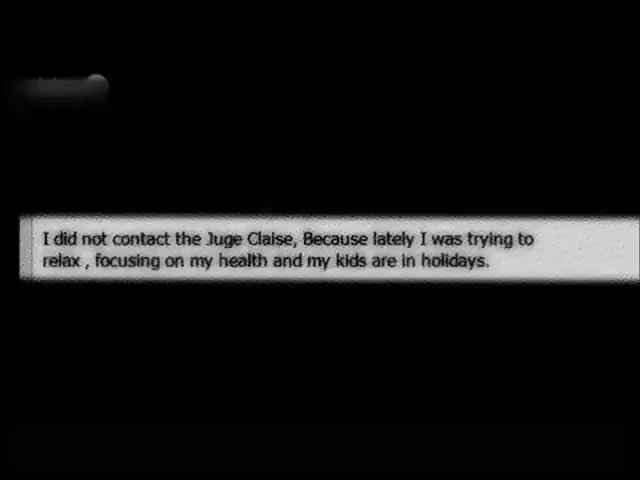 I did not contact the Juge Claise, Because lately I was trying to
relax , focusing on my health and my kids are in holidays.